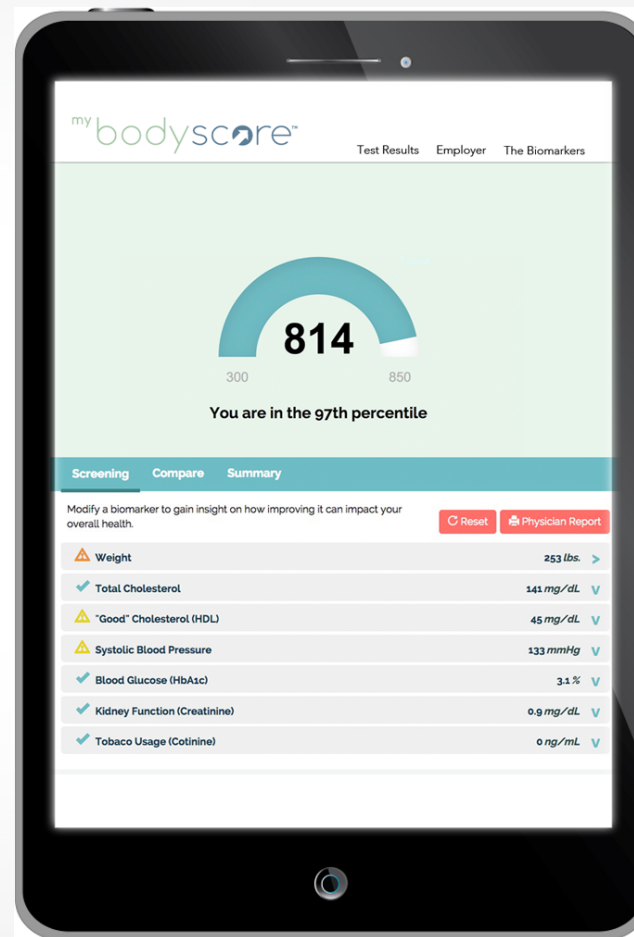 mybodyscore™
Test Results Employer The Biomarkers
814
300 850
You are in the 97th percentile
Screening Compare Summary
Modify a biomarker to gain insight on how improving it can impact your
overall health.
Reset Physician Report
Weight 253 lbs.
Total Cholesterol 141 mg/dL
"Good" Cholesterol (HDL) 45 mg/dL
Systolic Blood Pressure 133 mmHg
Blood Glucose (HbA1c) 3.1 %
Kidney Function (Creatinine) 0.9 mg/dL
Tobaco Usage (Cotinine) 0 ng/mL